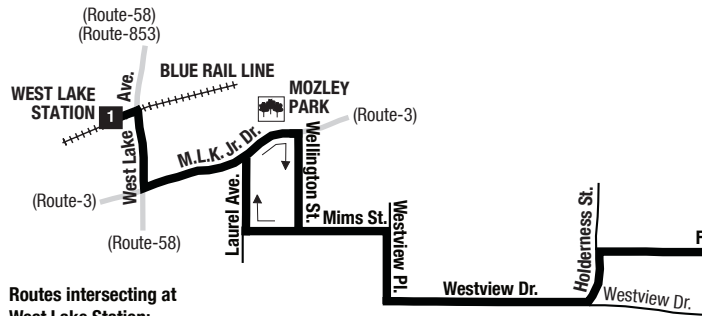 (Route-58)
(Route-853)
BLUE RAIL LINE
WEST LAKE
STATION
1
West Lake Ave.
MOZLEY
PARK
(Route-3)
M.L.K. Jr. Dr.
Wellington St.
(Route-3)
Laurel Ave.
(Route-58)
Mims St.
Westview Pl.
Holderness St.
Westview Dr.
Westview Dr.
Routes intersecting at
West Lake Station: